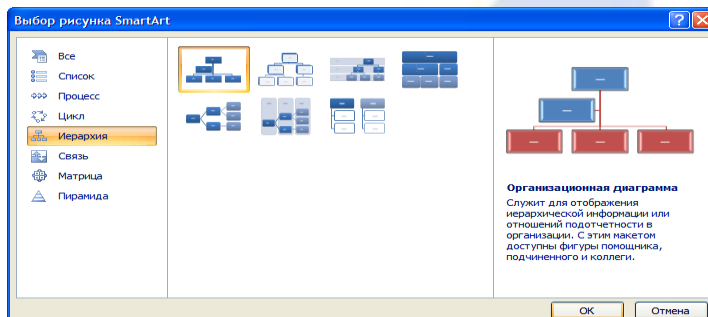 Выбор рисунка SmartArt
Все
Список
Процесс
Цикл
Иерархия
Связь
Матрица
Пирамида
Организационная диаграмма
Служит для отображения
иерархической информации или
отношений подотчетности в
организации. С этим макетом
доступны фигуры помощника,
подчиненного и коллеги.
ОК
Отмена